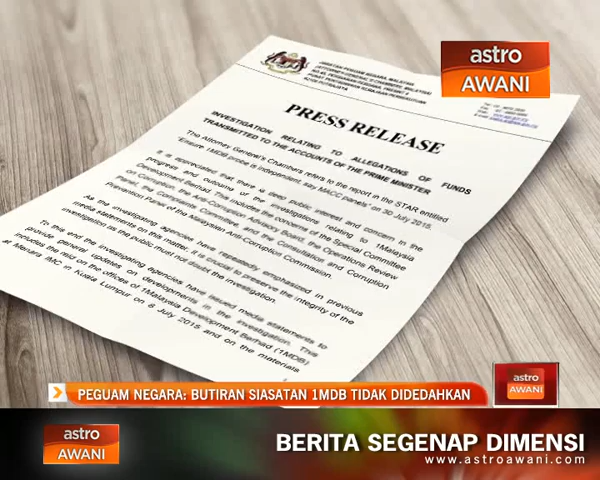 astro
AWANI
JABATAN PEGUAM NEGARA, MALAYSIA
(ATTORNEY GENERAL'S CHAMBERS, MALAYSIA)
PRESS RELEASE
INVESTIGATION RELATING TO ALLEGATIONS OF FUNDS
TRANSMITTED TO THE ACCOUNTS OF THE PRIME MINISTER
The Attorney General's Chambers refers to the report in the STAR entitled
"Ensure 1MDB probe is independent, say MACC panels" on 30 July 2015.
It is appreciated that there is deep public interest and concern in the
progress and outcome of the investigations relating to 1Malaysia
Development Berhad. This includes the concerns of the Special Committee
on Corruption, the Anti-Corruption Advisory Board, the Operations Review
Panel, the Complaints Committee, and the Consultation and Corruption
Prevention Panel of the Malaysian Anti-Corruption Commission.
As the investigating agencies have repeatedly emphasized in previous
media statements on this matter, it is crucial to preserve the integrity of the
investigation as the public must not doubt the investigation.
To this end the investigating agencies have issued media statements to
provide general updates on developments in the investigation. This
includes the raid on the offices of 1Malaysia Development Berhad (1MDB)
at Menara IMC in Kuala Lumpur on 8 July 2015 and on the materials
PEGUAM NEGARA: BUTIRAN SIASATAN 1MDB TIDAK DIDEDAHKAN
astro
AWANI
astro
AWANI
BERITA SEGENAP DIMENSI
www.astroawani.com